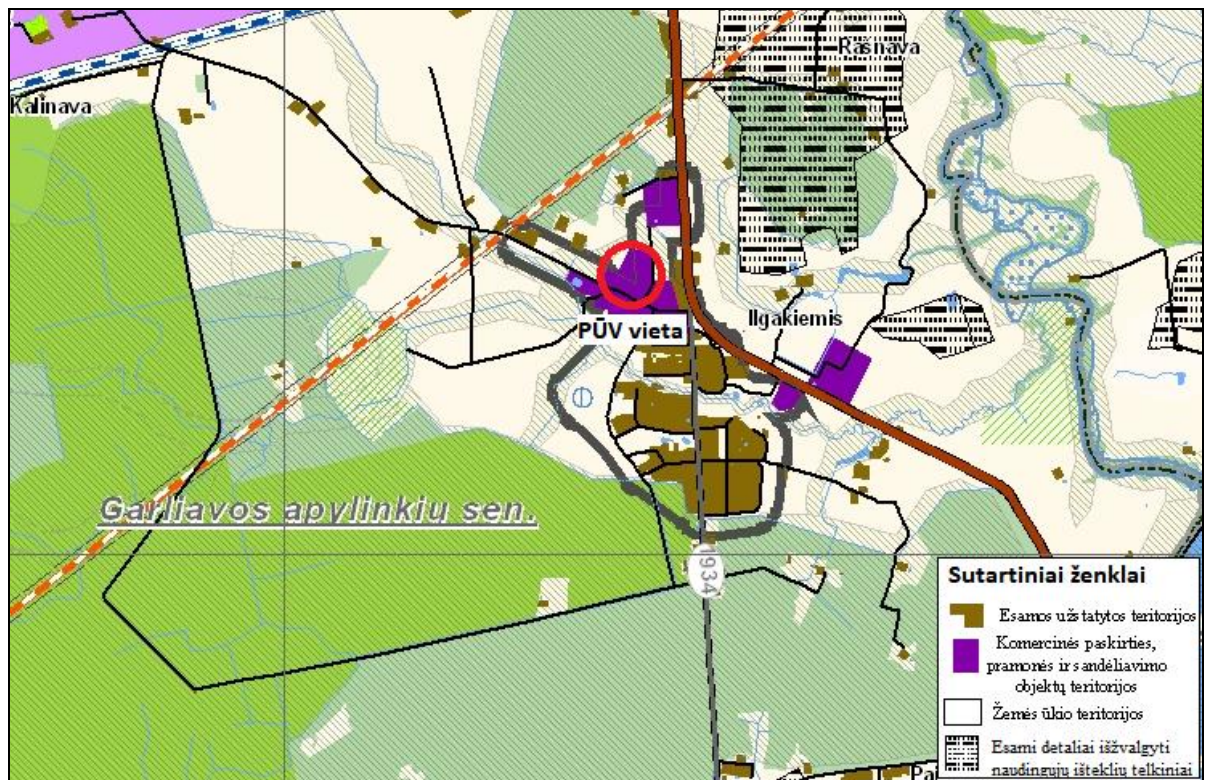 Rašnava
Kalinava
Ilgakiemis
PŪV vieta
Garliavos apylinkių sen.
1934
Sutartiniai ženklai
Esamos užstatytos teritorijos
Komercinės paskirties,
pramonės ir sandėliavimo
objektų teritorijos
Žemės ūkio teritorijos
Esami detaliai išžvalgyti
naudingųjų išteklių telkiniai